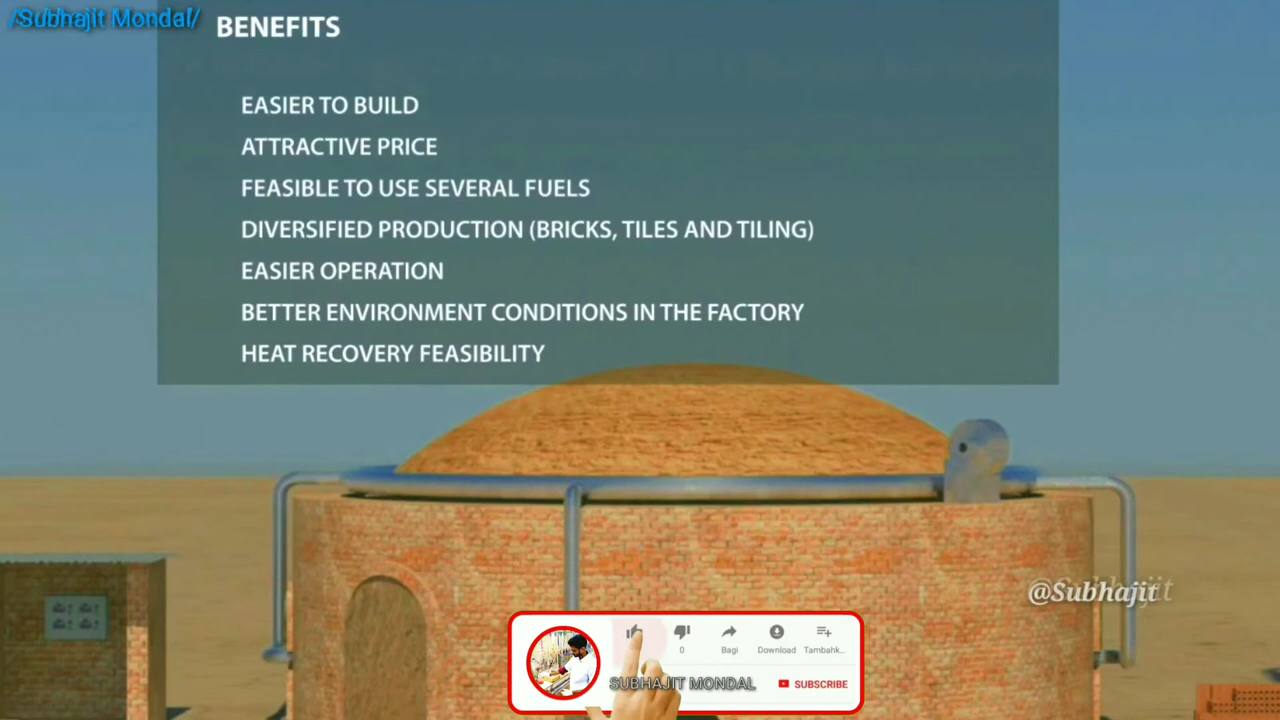 /Subhajit Mondal/
BENEFITS
EASIER TO BUILD
ATTRACTIVE PRICE
FEASIBLE TO USE SEVERAL FUELS
DIVERSIFIED PRODUCTION (BRICKS, TILES AND TILING)
EASIER OPERATION
BETTER ENVIRONMENT CONDITIONS IN THE FACTORY
HEAT RECOVERY FEASIBILITY
@Subhajit
0 Bagi Download Tambahk...
SUBHAJIT MONDAL SUBSCRIBE